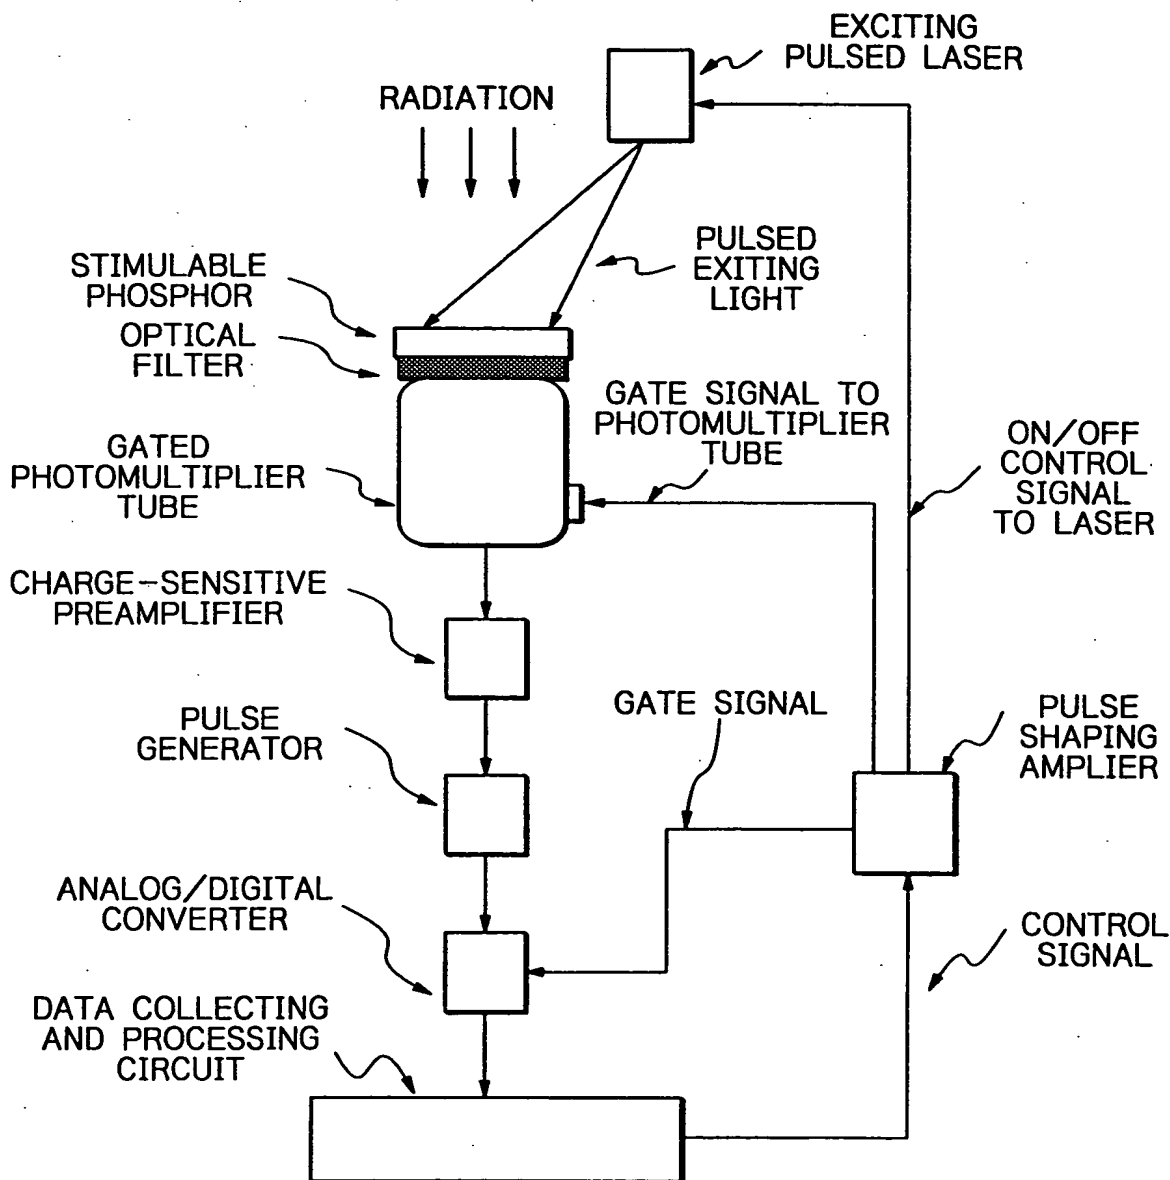 EXCITING
PULSED LASER
RADIATION
PULSED
EXITING
LIGHT
STIMULABLE
PHOSPHOR
OPTICAL
FILTER
GATE SIGNAL TO
PHOTOMULTIPLIER
TUBE
GATED
PHOTOMULTIPLIER
TUBE
ON/OFF
CONTROL
SIGNAL
TO LASER
CHARGE-SENSITIVE
PREAMPLIFIER
GATE SIGNAL
PULSE
SHAPING
AMPLIER
PULSE
GENERATOR
ANALOG/DIGITAL
CONVERTER
CONTROL
SIGNAL
DATA COLLECTING
AND PROCESSING
CIRCUIT